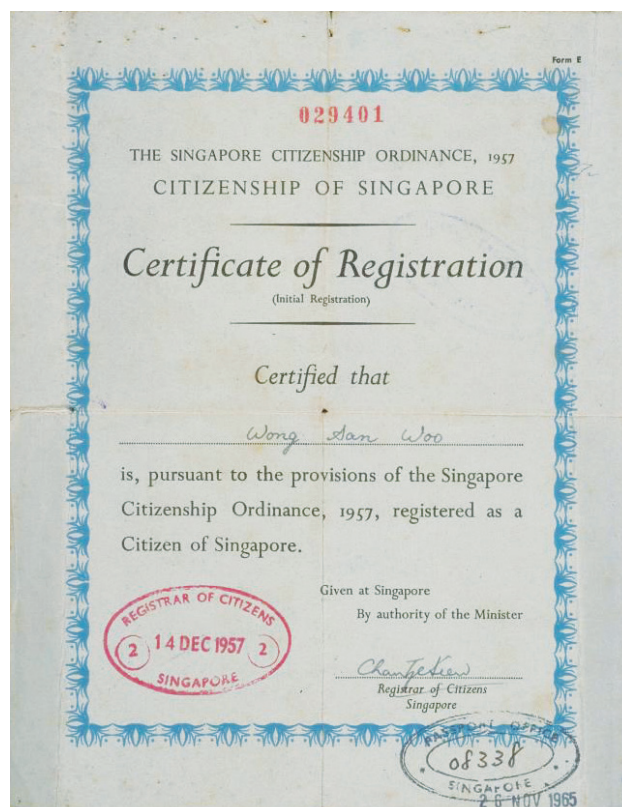 Form E
029401
THE SINGAPORE CITIZENSHIP ORDINANCE, 1957
CITIZENSHIP OF SINGAPORE
Certificate of Registration
(Initial Registration)
Certified that
Wong San Woo
is, pursuant to the provisions of the Singapore
Citizenship Ordinance, 1957, registered as a
Citizen of Singapore.
Given at Singapore
By authority of the Minister
REGISTRAR OF CITIZENS
2 14 DEC 1957 2
SINGAPORE
Registrar of Citizens
Singapore
PASSPORT OFFICE
08338
SINGAPORE
26 NOV 1965